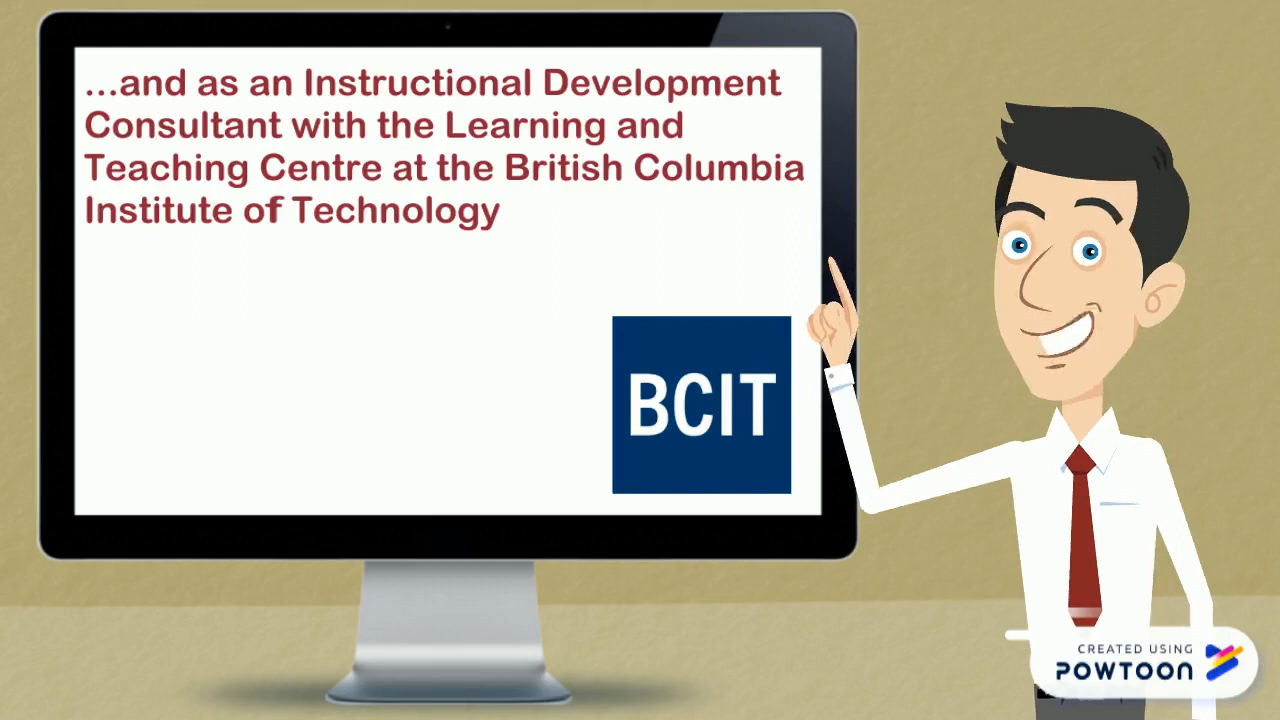 ...and as an Instructional Development
Consultant with the Learning and
Teaching Centre at the British Columbia
Institute of Technology
BCIT
CREATED USING
POWTOON